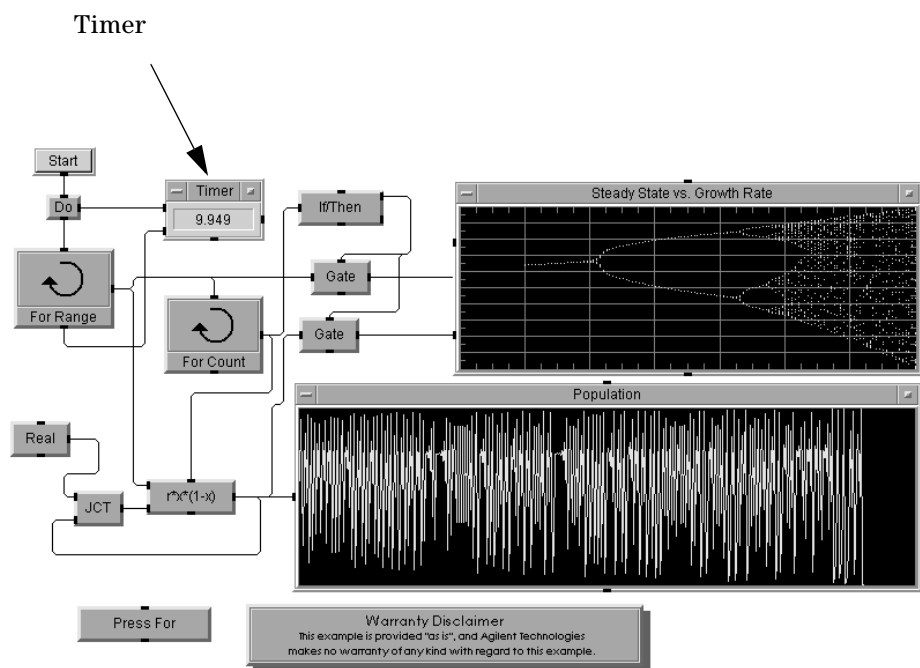 Timer
Start
Timer
Steady State vs. Growth Rate
Do
9.949
If/Then
Gate
For Range
Gate
For Count
Population
Real
r*x*(1-x)
JCT
Press For
Warranty Disclaimer
This example is provided "as is", and Agilent Technologies
makes no warranty of any kind with regard to this example.